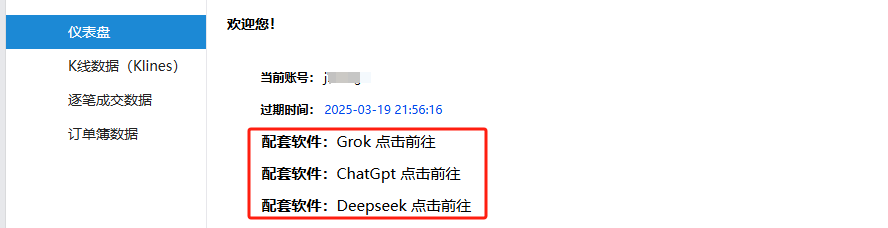 仪表盘
K线数据（Klines）
逐笔成交数据
订单簿数据
欢迎您！
当前账号：
过期时间： 2025-03-19 21:56:16
配套软件：Grok 点击前往
配套软件：ChatGpt 点击前往
配套软件：Deepseek 点击前往